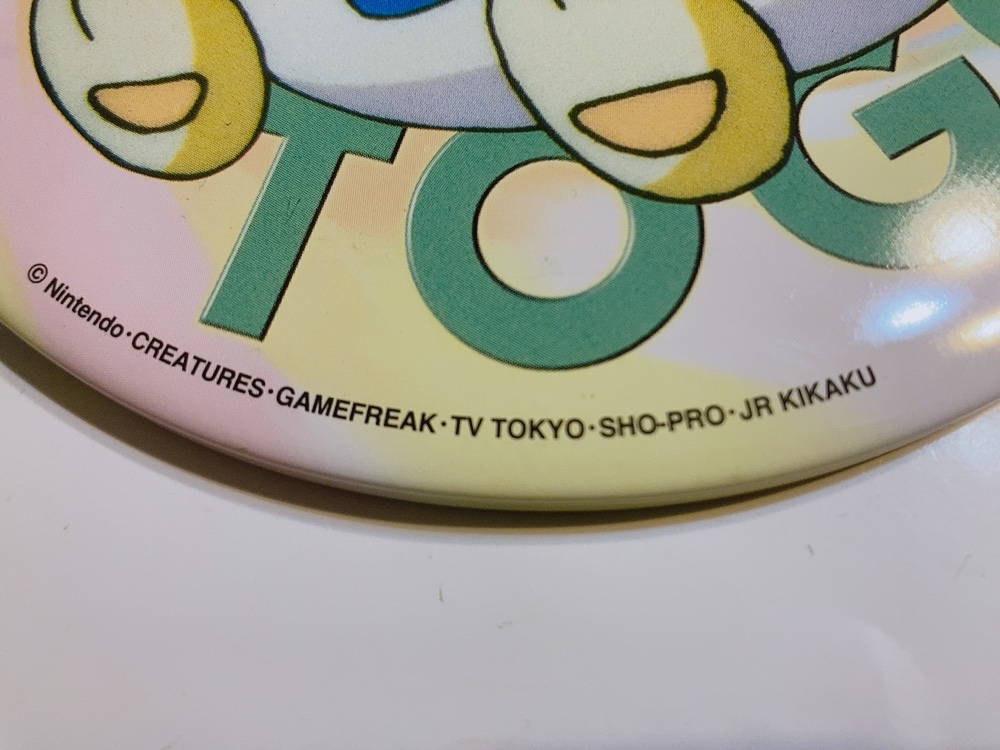 TOG
© Nintendo・CREATURES・GAMEFREAK・TV TOKYO・SHO-PRO・JR KIKAKU